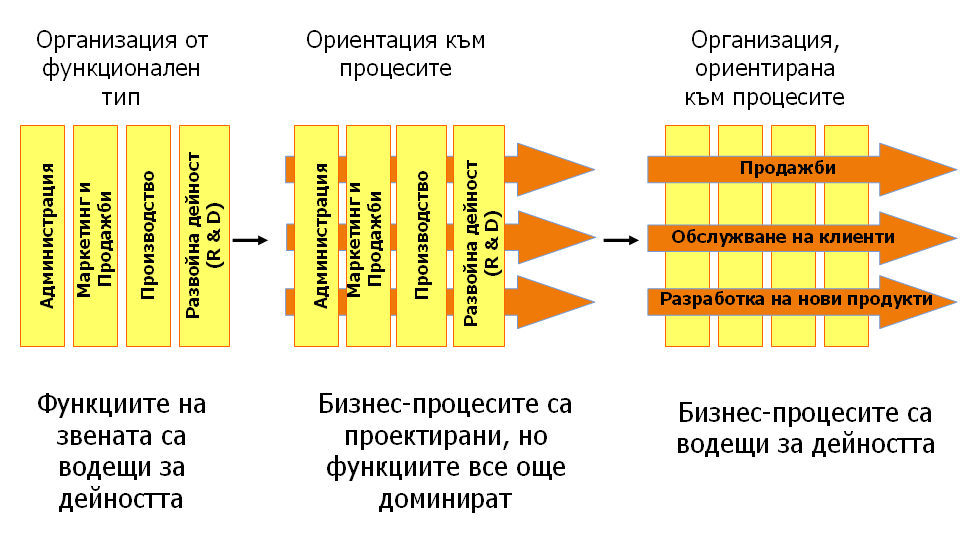 Организация от
функционален
тип
Администрация
Маркетинг и
Продажби
Производство
Развойна дейност
(R & D)
Функциите на
звената са
водещи за
дейността
Ориентация към
процесите
Администрация
Маркетинг и
Продажби
Производство
Развойна дейност
(R & D)
Бизнес-процесите са
проектирани, но
функциите все още
доминират
Организация,
ориентирана
към процесите
Продажби
Обслужване на клиенти
Разработка на нови продукти
Бизнес-процесите са
водещи за дейността